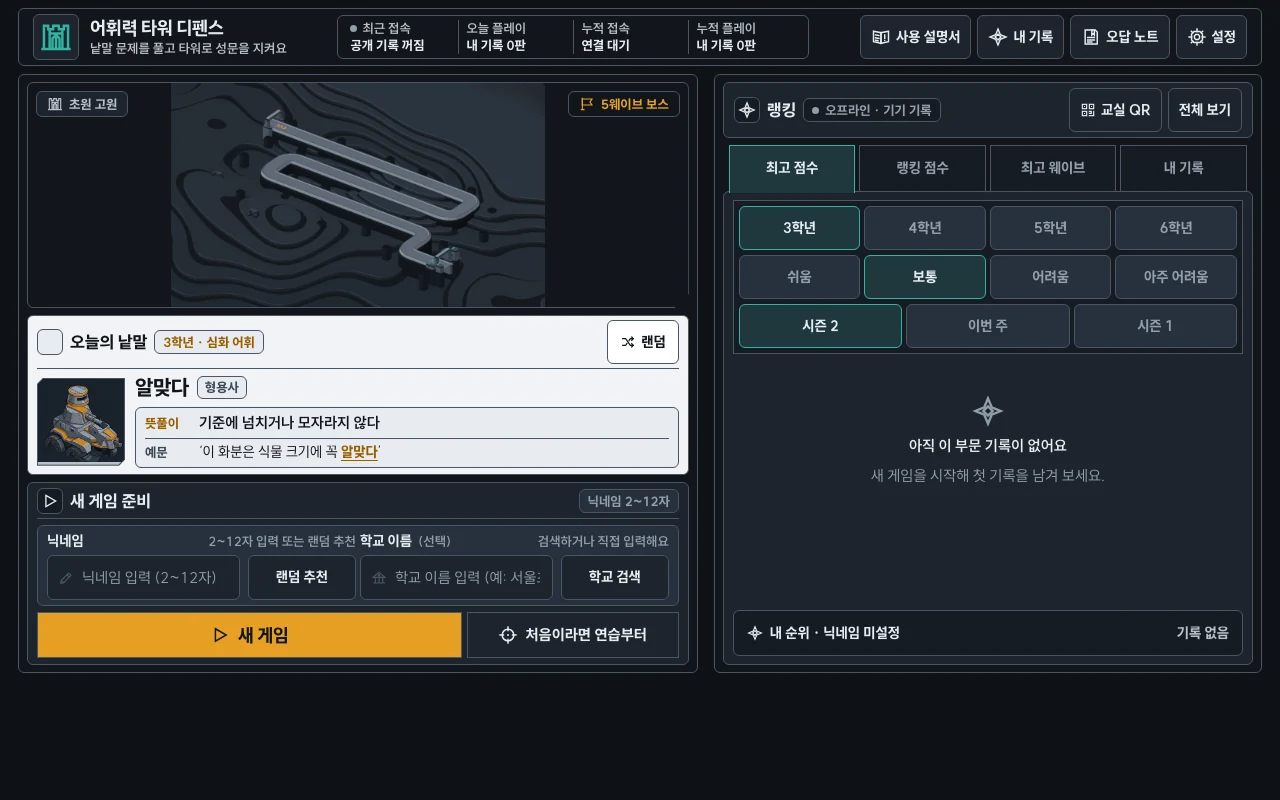 어휘력 타워 디펜스
낱말 문제를 풀고 타워로 성문을 지켜요
최근 접속
공개 기록 꺼짐
오늘 플레이
내 기록 0판
누적 접속
연결 대기
누적 플레이
내 기록 0판
사용 설명서
내 기록
오답 노트
설정
초원 고원
5웨이브 보스
오늘의 낱말
3학년 · 심화 어휘
랜덤
알맞다
형용사
뜻풀이 기준에 넘치거나 모자라지 않다
예문 ‘이 화분은 식물 크기에 꼭 알맞다’
새 게임 준비
닉네임 2~12자
닉네임 2~12자 입력 또는 랜덤 추천
학교 이름 (선택) 검색하거나 직접 입력해요
닉네임 입력 (2~12자)
랜덤 추천
학교 이름 입력 (예: 서울
학교 검색
새 게임
처음이라면 연습부터
랭킹
오프라인 · 기기 기록
교실 QR
전체 보기
최고 점수
랭킹 점수
최고 웨이브
내 기록
3학년
4학년
5학년
6학년
쉬움
보통
어려움
아주 어려움
시즌 2
이번 주
시즌 1
아직 이 부문 기록이 없어요
새 게임을 시작해 첫 기록을 남겨 보세요.
내 순위 · 닉네임 미설정
기록 없음